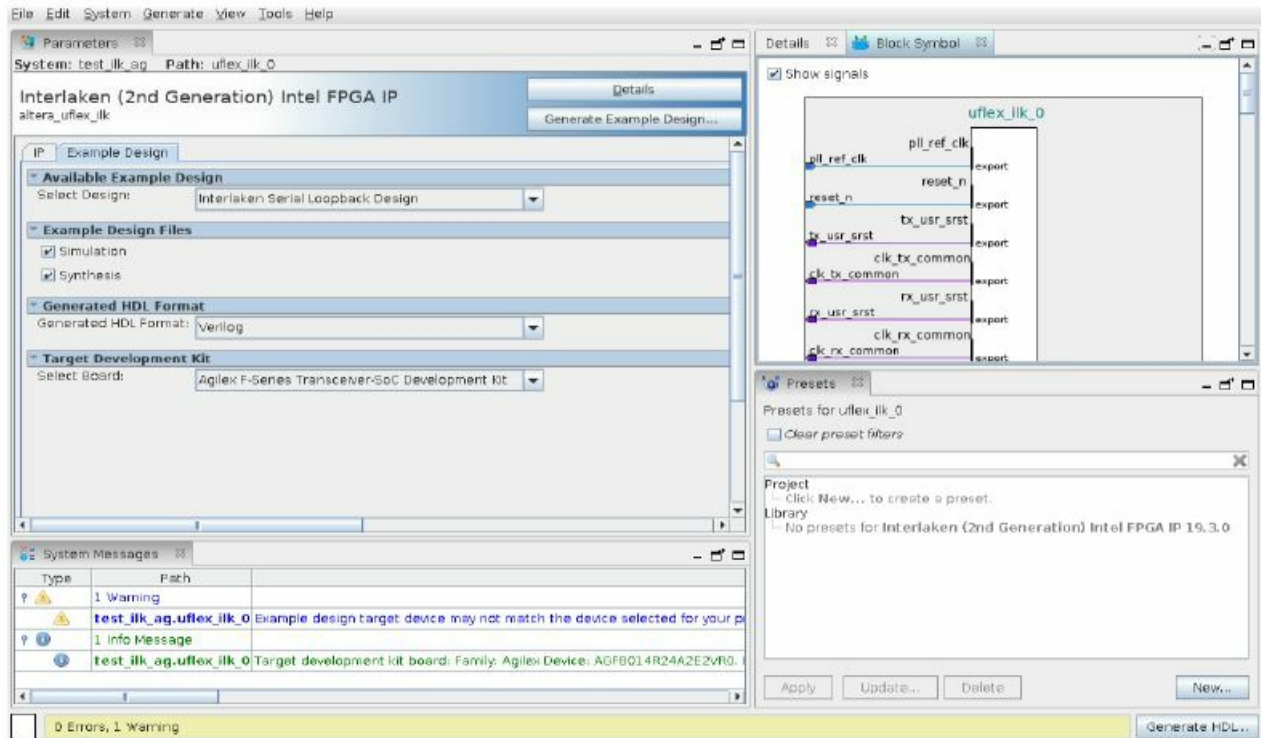 File Edit System Generate View Tools Help
Parameters
System: test_ilk_ag Path: uflex_ilk_0
Interlaken (2nd Generation) Intel FPGA IP
altera_uflex_ilk
Details
Generate Example Design...
IP Example Design
Available Example Design
Select Design: Interlaken Serial Loopback Design
Example Design Files
Simulation
Synthesis
Generated HDL Format
Generated HDL Format: Verilog
Target Development Kit
Select Board: Agilex F-Series Transceiver-SoC Development Kit
System Messages
Type Path
1 Warning
test_ilk_ag.uflex_ilk_0 Example design target device may not match the device selected for your
1 Info Message
test_ilk_ag.uflex_ilk_0 Target development kit board: Family: Agilex Device: AGFB014R24A2E2VR0.
0 Errors, 1 Warning
Details Block Symbol
Show signals
uflex_ilk_0
pll_ref_clk
pll_ref_clk export
reset_n
reset_n export
tx_usr_srst
tx_usr_srst export
clk_tx_common
clk_tx_common export
rx_usr_srst
rx_usr_srst export
clk_rx_common
clk_rx_common export
Presets
Presets for uflex_ilk_0
Clear preset filters
Project
Click New... to create a preset.
Library
No presets for Interlaken (2nd Generation) Intel FPGA IP 19.3.0
Apply Update... Delete New...
Generate HDL...